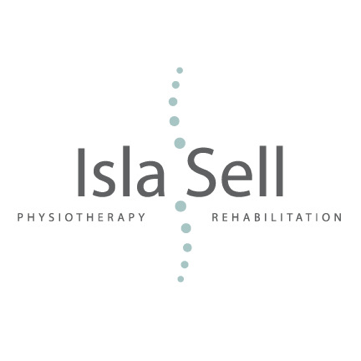 Isla Sell
PHYSIOTHERAPY REHABILITATION